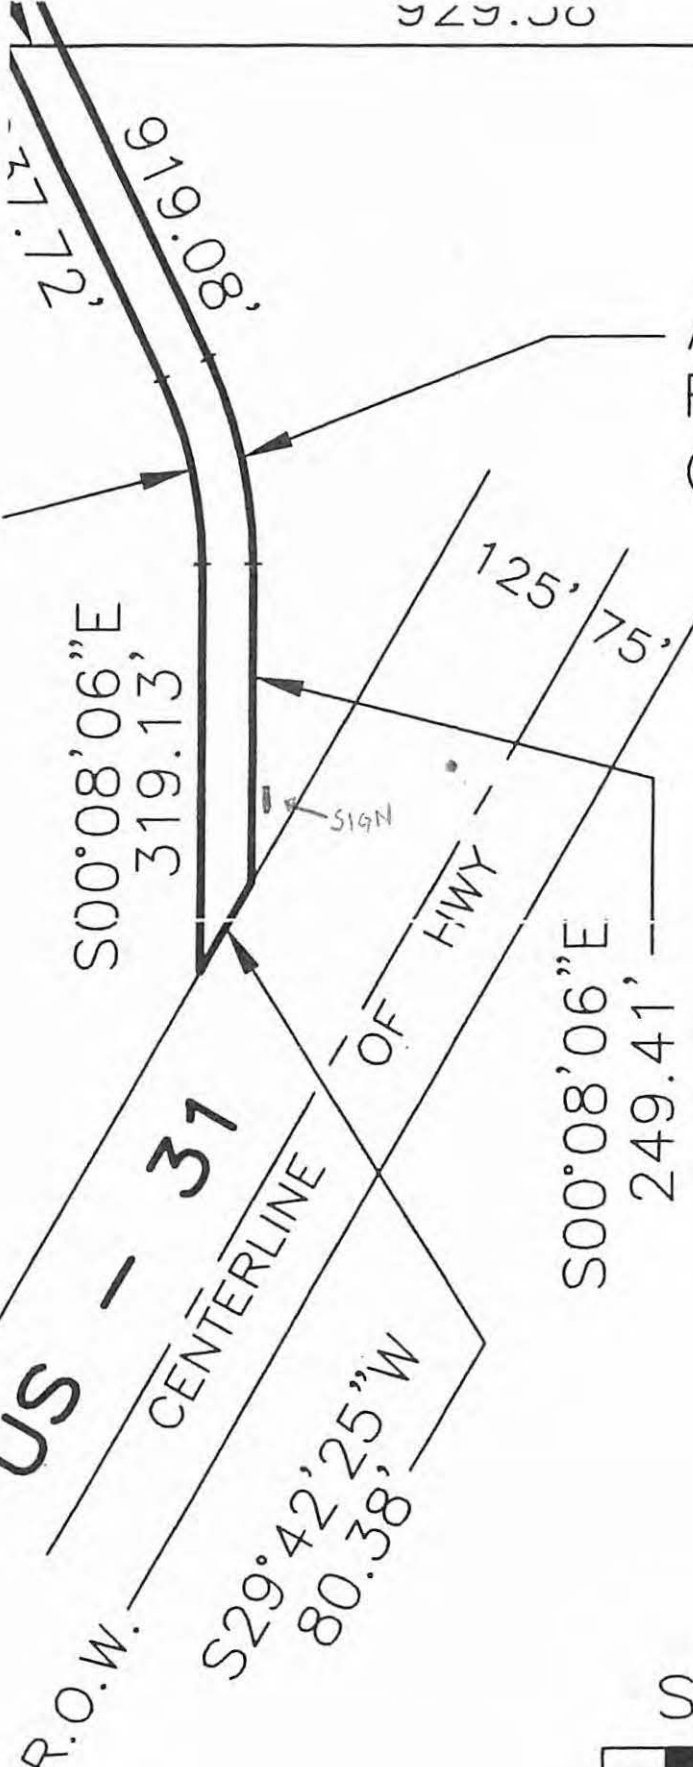 919.08'
125'
75'
S00°08'06"E
319.13'
SIGN
HWY
OF
CENTERLINE
US - 31
S00°08'06"E
249.41'
S29°42'25"W
80.38'
R.O.W.